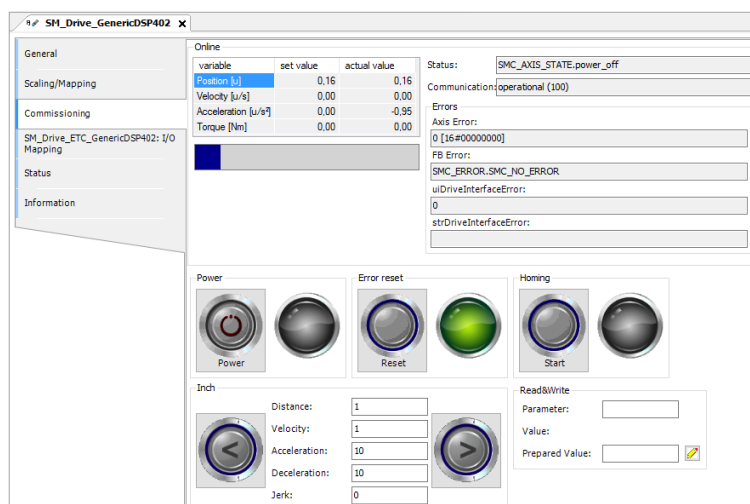 SM_Drive_GenericDSP402 X
General
Scaling/Mapping
Commissioning
SM_Drive_ETC_GenericDSP402: I/O
Mapping
Status
Information
Online
variable set value actual value
Position [u] 0,16 0,16
Velocity [u/s] 0,00 0,00
Acceleration [u/s²] 0,00 -0,95
Torque [Nm] 0,00 0,00
Status: SMC_AXIS_STATE.power_off
Communication: operational (100)
Errors
Axis Error:
0 [16#00000000]
FB Error:
SMC_ERROR.SMC_NO_ERROR
uiDriveInterfaceError:
0
strDriveInterfaceError:
Power
Power
Error reset
Reset
Homing
Start
Inch
Distance: 1
Velocity: 1
Acceleration: 10
Deceleration: 10
Jerk: 0
<
>
Read&Write
Parameter:
Value:
Prepared Value: